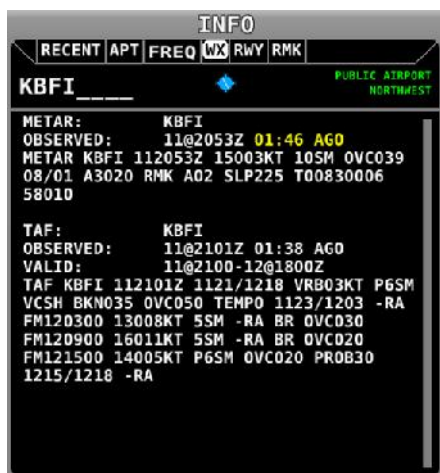 INFO
RECENT APT FREQ WX RWY RMK
KBFI____
PUBLIC AIRPORT
NORTHWEST
METAR: KBFI
OBSERVED: 11@2053Z 01:46 AGO
METAR KBFI 112053Z 15003KT 10SM OVC039
08/01 A3020 RMK AO2 SLP225 T00830006
58010
TAF: KBFI
OBSERVED: 11@2101Z 01:38 AGO
VALID: 11@2100-12@1800Z
TAF KBFI 112101Z 1121/1218 VRB03KT P6SM
VCSH BKN035 OVC050 TEMPO 1123/1203 -RA
FM120300 13008KT 5SM -RA BR OVC030
FM120900 16011KT 5SM -RA BR OVC020
FM121500 14005KT P6SM OVC020 PROB30
1215/1218 -RA